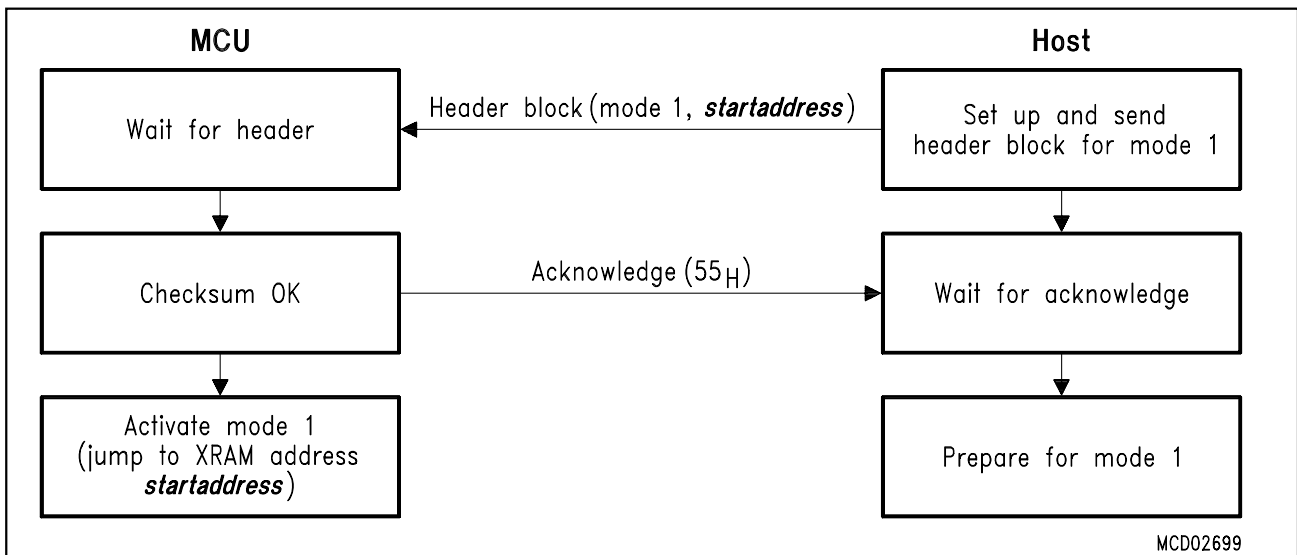 MCU
Host
Wait for header
Header block (mode 1, startaddress)
Set up and send
header block for mode 1
Checksum OK
Acknowledge (55H)
Wait for acknowledge
Activate mode 1
(jump to XRAM address
startaddress)
Prepare for mode 1
MCD02699